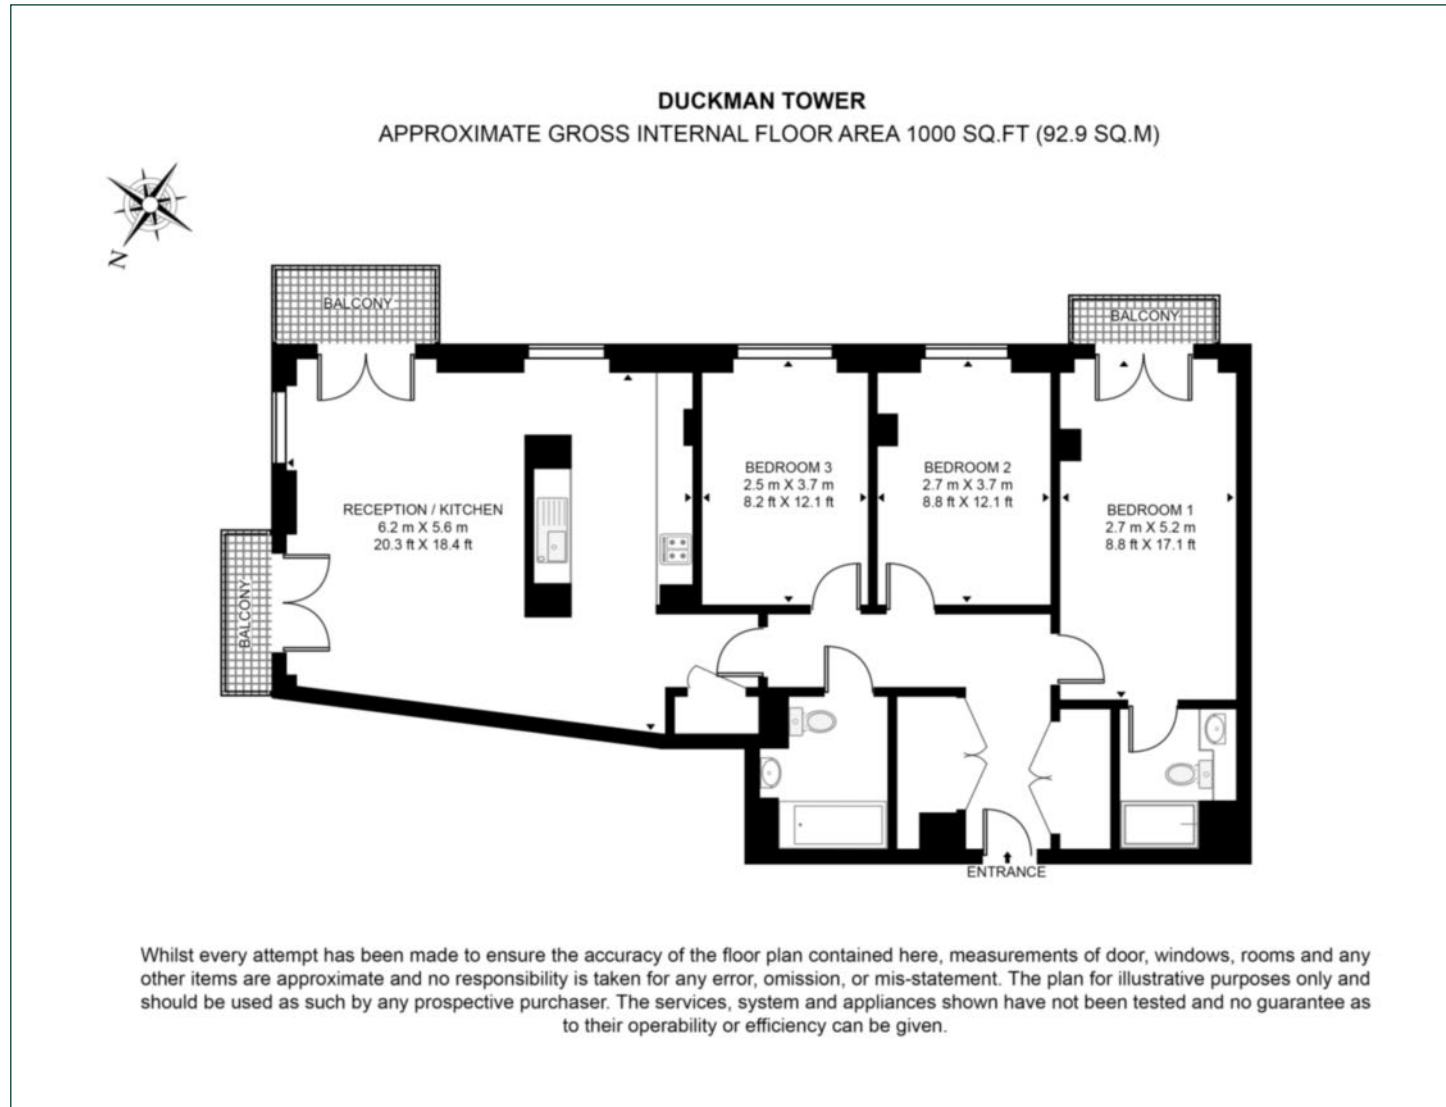 DUCKMAN TOWER
APPROXIMATE GROSS INTERNAL FLOOR AREA 1000 SQ.FT (92.9 SQ.M)
N
BALCONY
BALCONY
BEDROOM 3
2.5 m X 3.7 m
8.2 ft X 12.1 ft
BEDROOM 2
2.7 m X 3.7 m
8.8 ft X 12.1 ft
RECEPTION / KITCHEN
6.2 m X 5.6 m
20.3 ft X 18.4 ft
BEDROOM 1
2.7 m X 5.2 m
8.8 ft X 17.1 ft
BALCONY
ENTRANCE
Whilst every attempt has been made to ensure the accuracy of the floor plan contained here, measurements of door, windows, rooms and any
other items are approximate and no responsibility is taken for any error, omission, or mis-statement. The plan for illustrative purposes only and
should be used as such by any prospective purchaser. The services, system and appliances shown have not been tested and no guarantee as
to their operability or efficiency can be given.